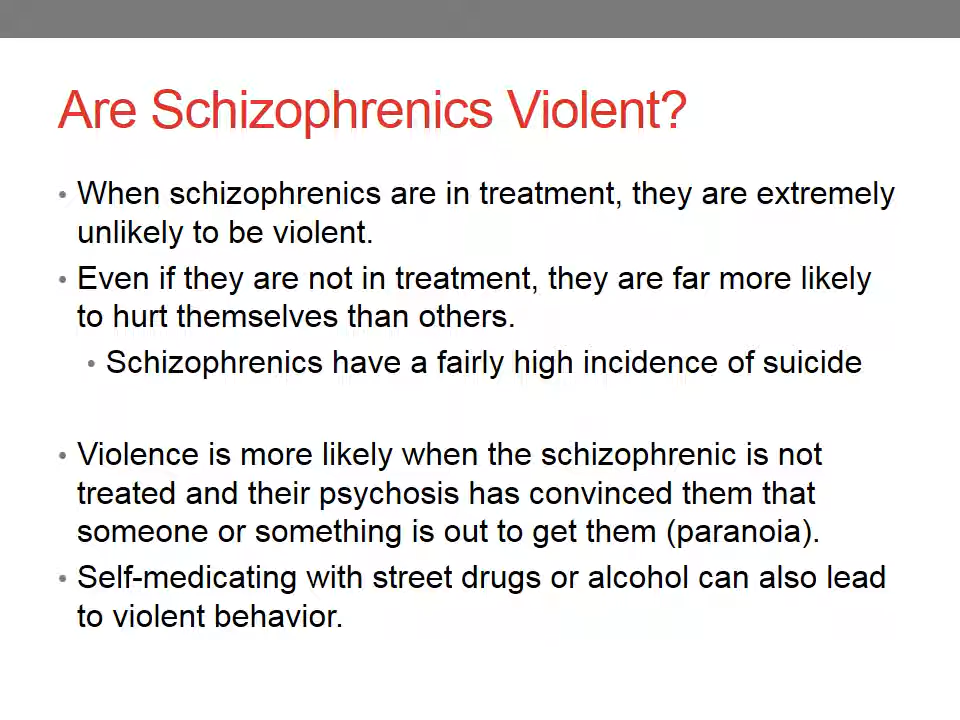 Are Schizophrenics Violent?
• When schizophrenics are in treatment, they are extremely
unlikely to be violent.
• Even if they are not in treatment, they are far more likely
to hurt themselves than others.
• Schizophrenics have a fairly high incidence of suicide
• Violence is more likely when the schizophrenic is not
treated and their psychosis has convinced them that
someone or something is out to get them (paranoia).
• Self-medicating with street drugs or alcohol can also lead
to violent behavior.